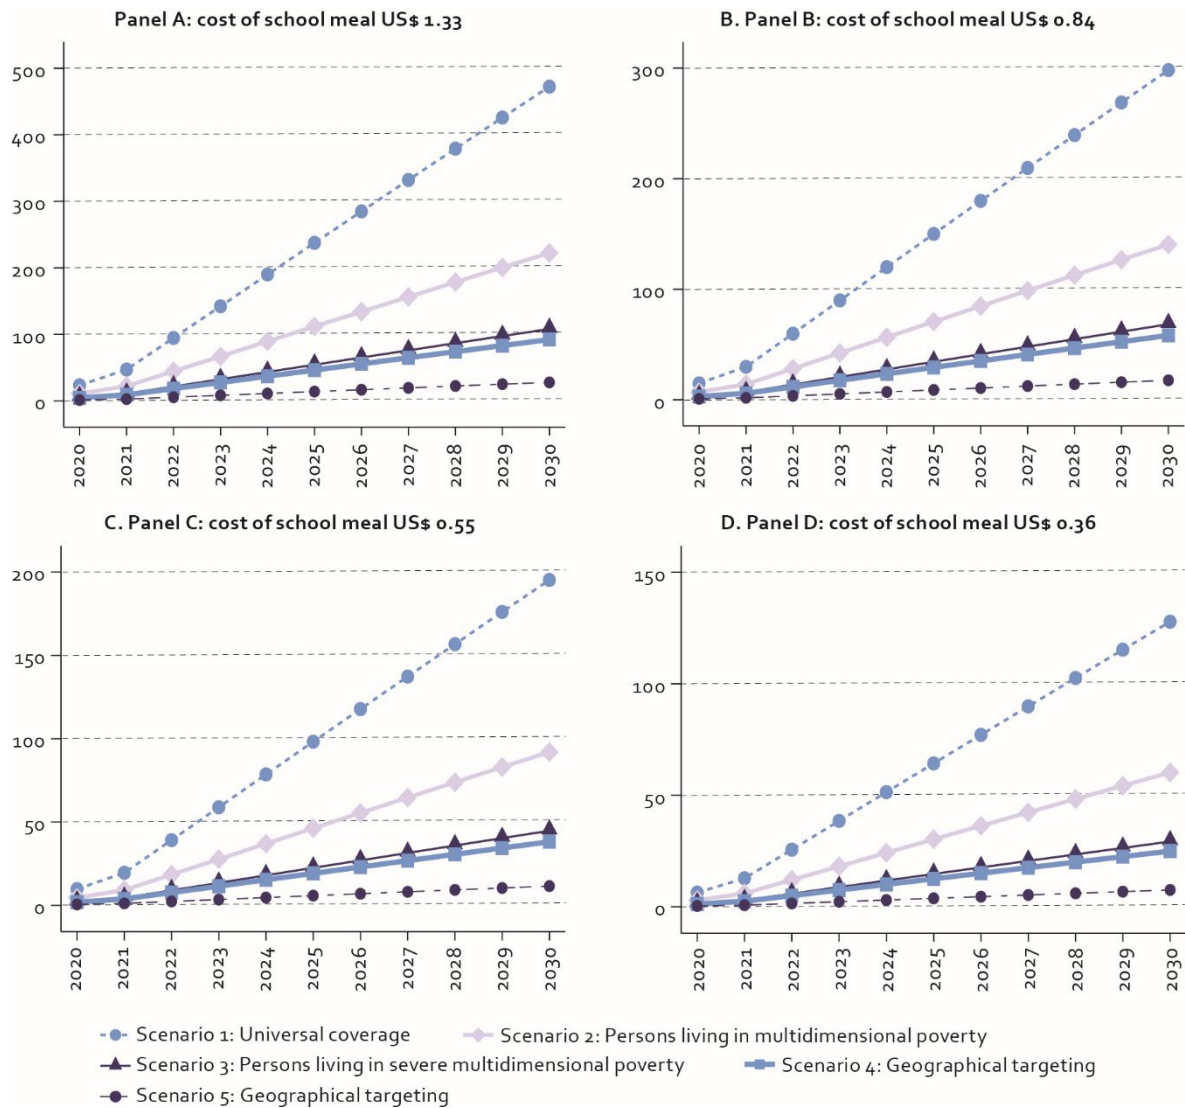 Panel A: cost of school meal US$ 1.33
500
400
300
200
100
0
2020 2021 2022 2023 2024 2025 2026 2027 2028 2029 2030
B. Panel B: cost of school meal US$ 0.84
300
200
100
0
2020 2021 2022 2023 2024 2025 2026 2027 2028 2029 2030
C. Panel C: cost of school meal US$ 0.55
200
150
100
50
0
2020 2021 2022 2023 2024 2025 2026 2027 2028 2029 2030
D. Panel D: cost of school meal US$ 0.36
150
100
50
0
2020 2021 2022 2023 2024 2025 2026 2027 2028 2029 2030
Scenario 1: Universal coverage
Scenario 2: Persons living in multidimensional poverty
Scenario 3: Persons living in severe multidimensional poverty
Scenario 4: Geographical targeting
Scenario 5: Geographical targeting